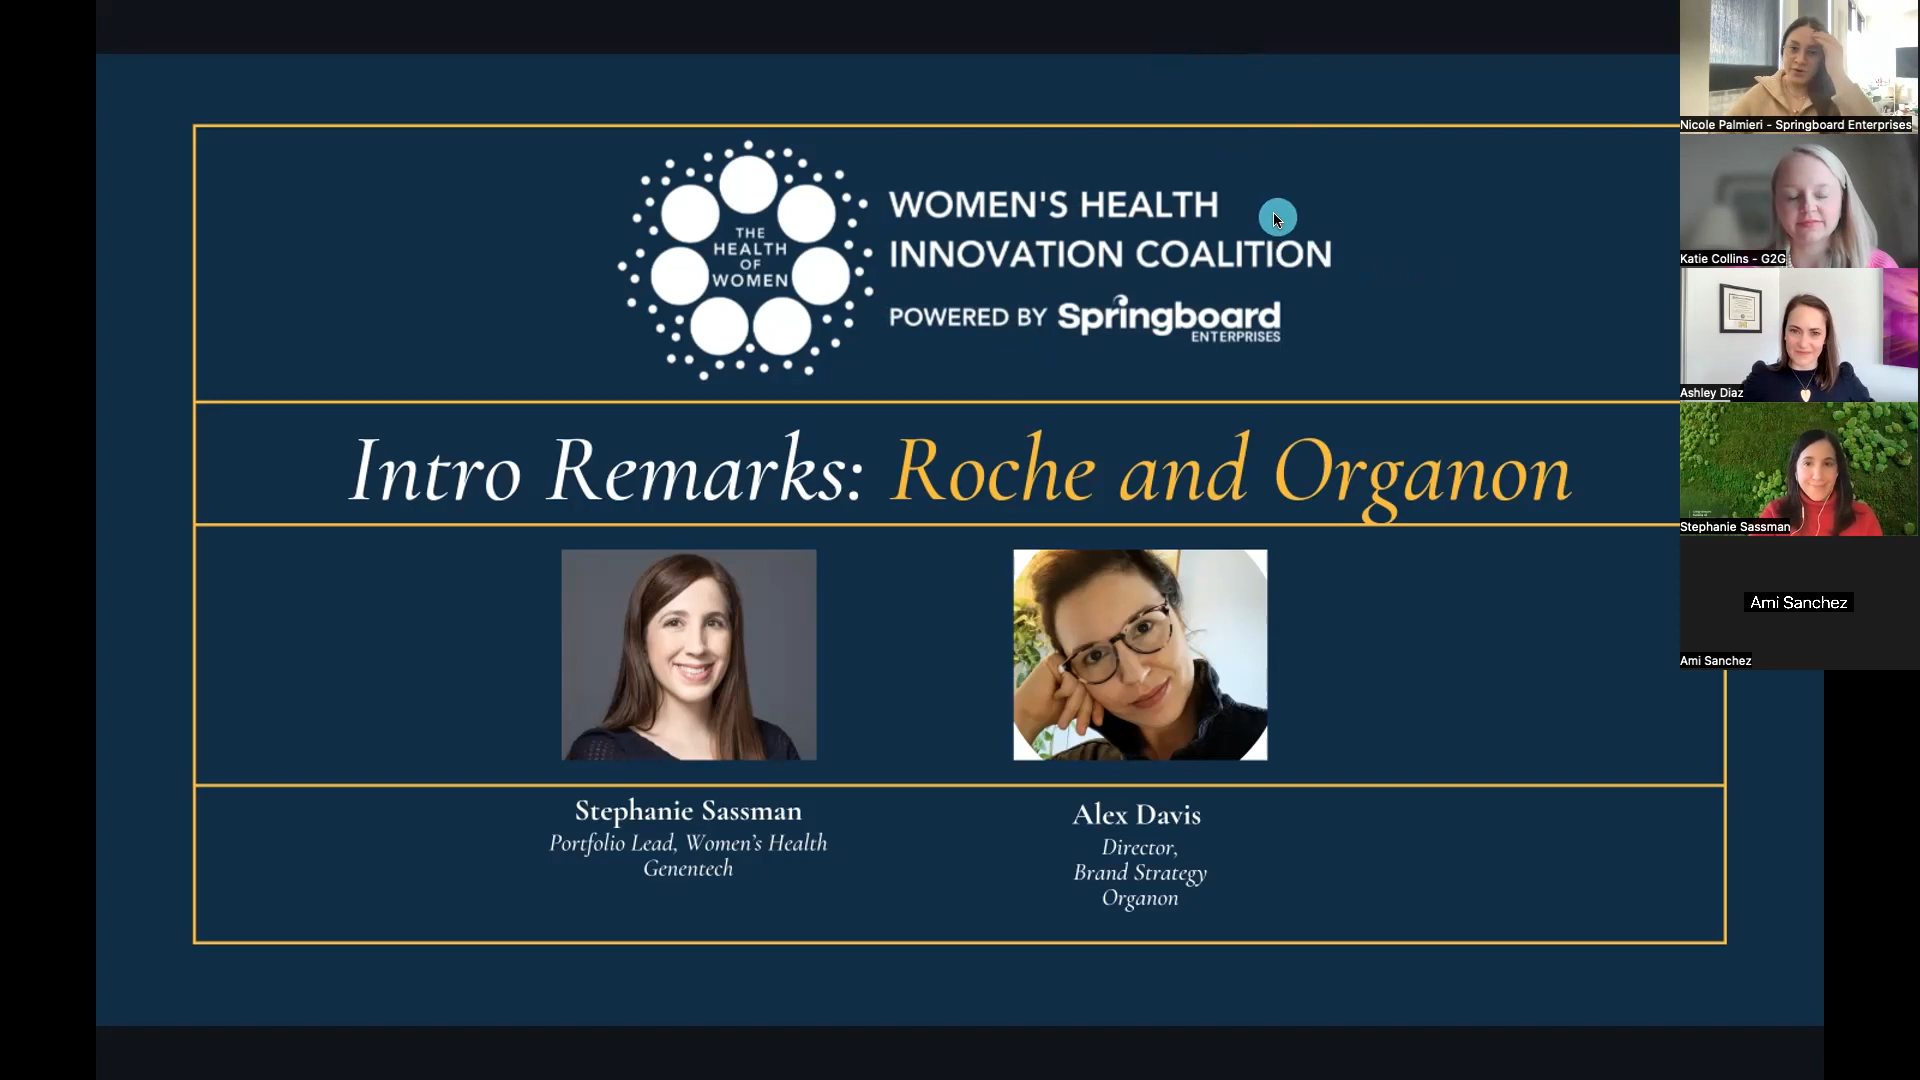 THE
HEALTH
OF
WOMEN
WOMEN'S HEALTH
INNOVATION COALITION
POWERED BY Springboard
ENTERPRISES
Intro Remarks: Roche and Organon
Stephanie Sassman
Portfolio Lead, Women's Health
Genentech
Alex Davis
Director,
Brand Strategy
Organon
Nicole Palmieri - Springboard Enterprises
Katie Collins - G2G
Ashley Diaz
Stephanie Sassman
Ami Sanchez
Ami Sanchez